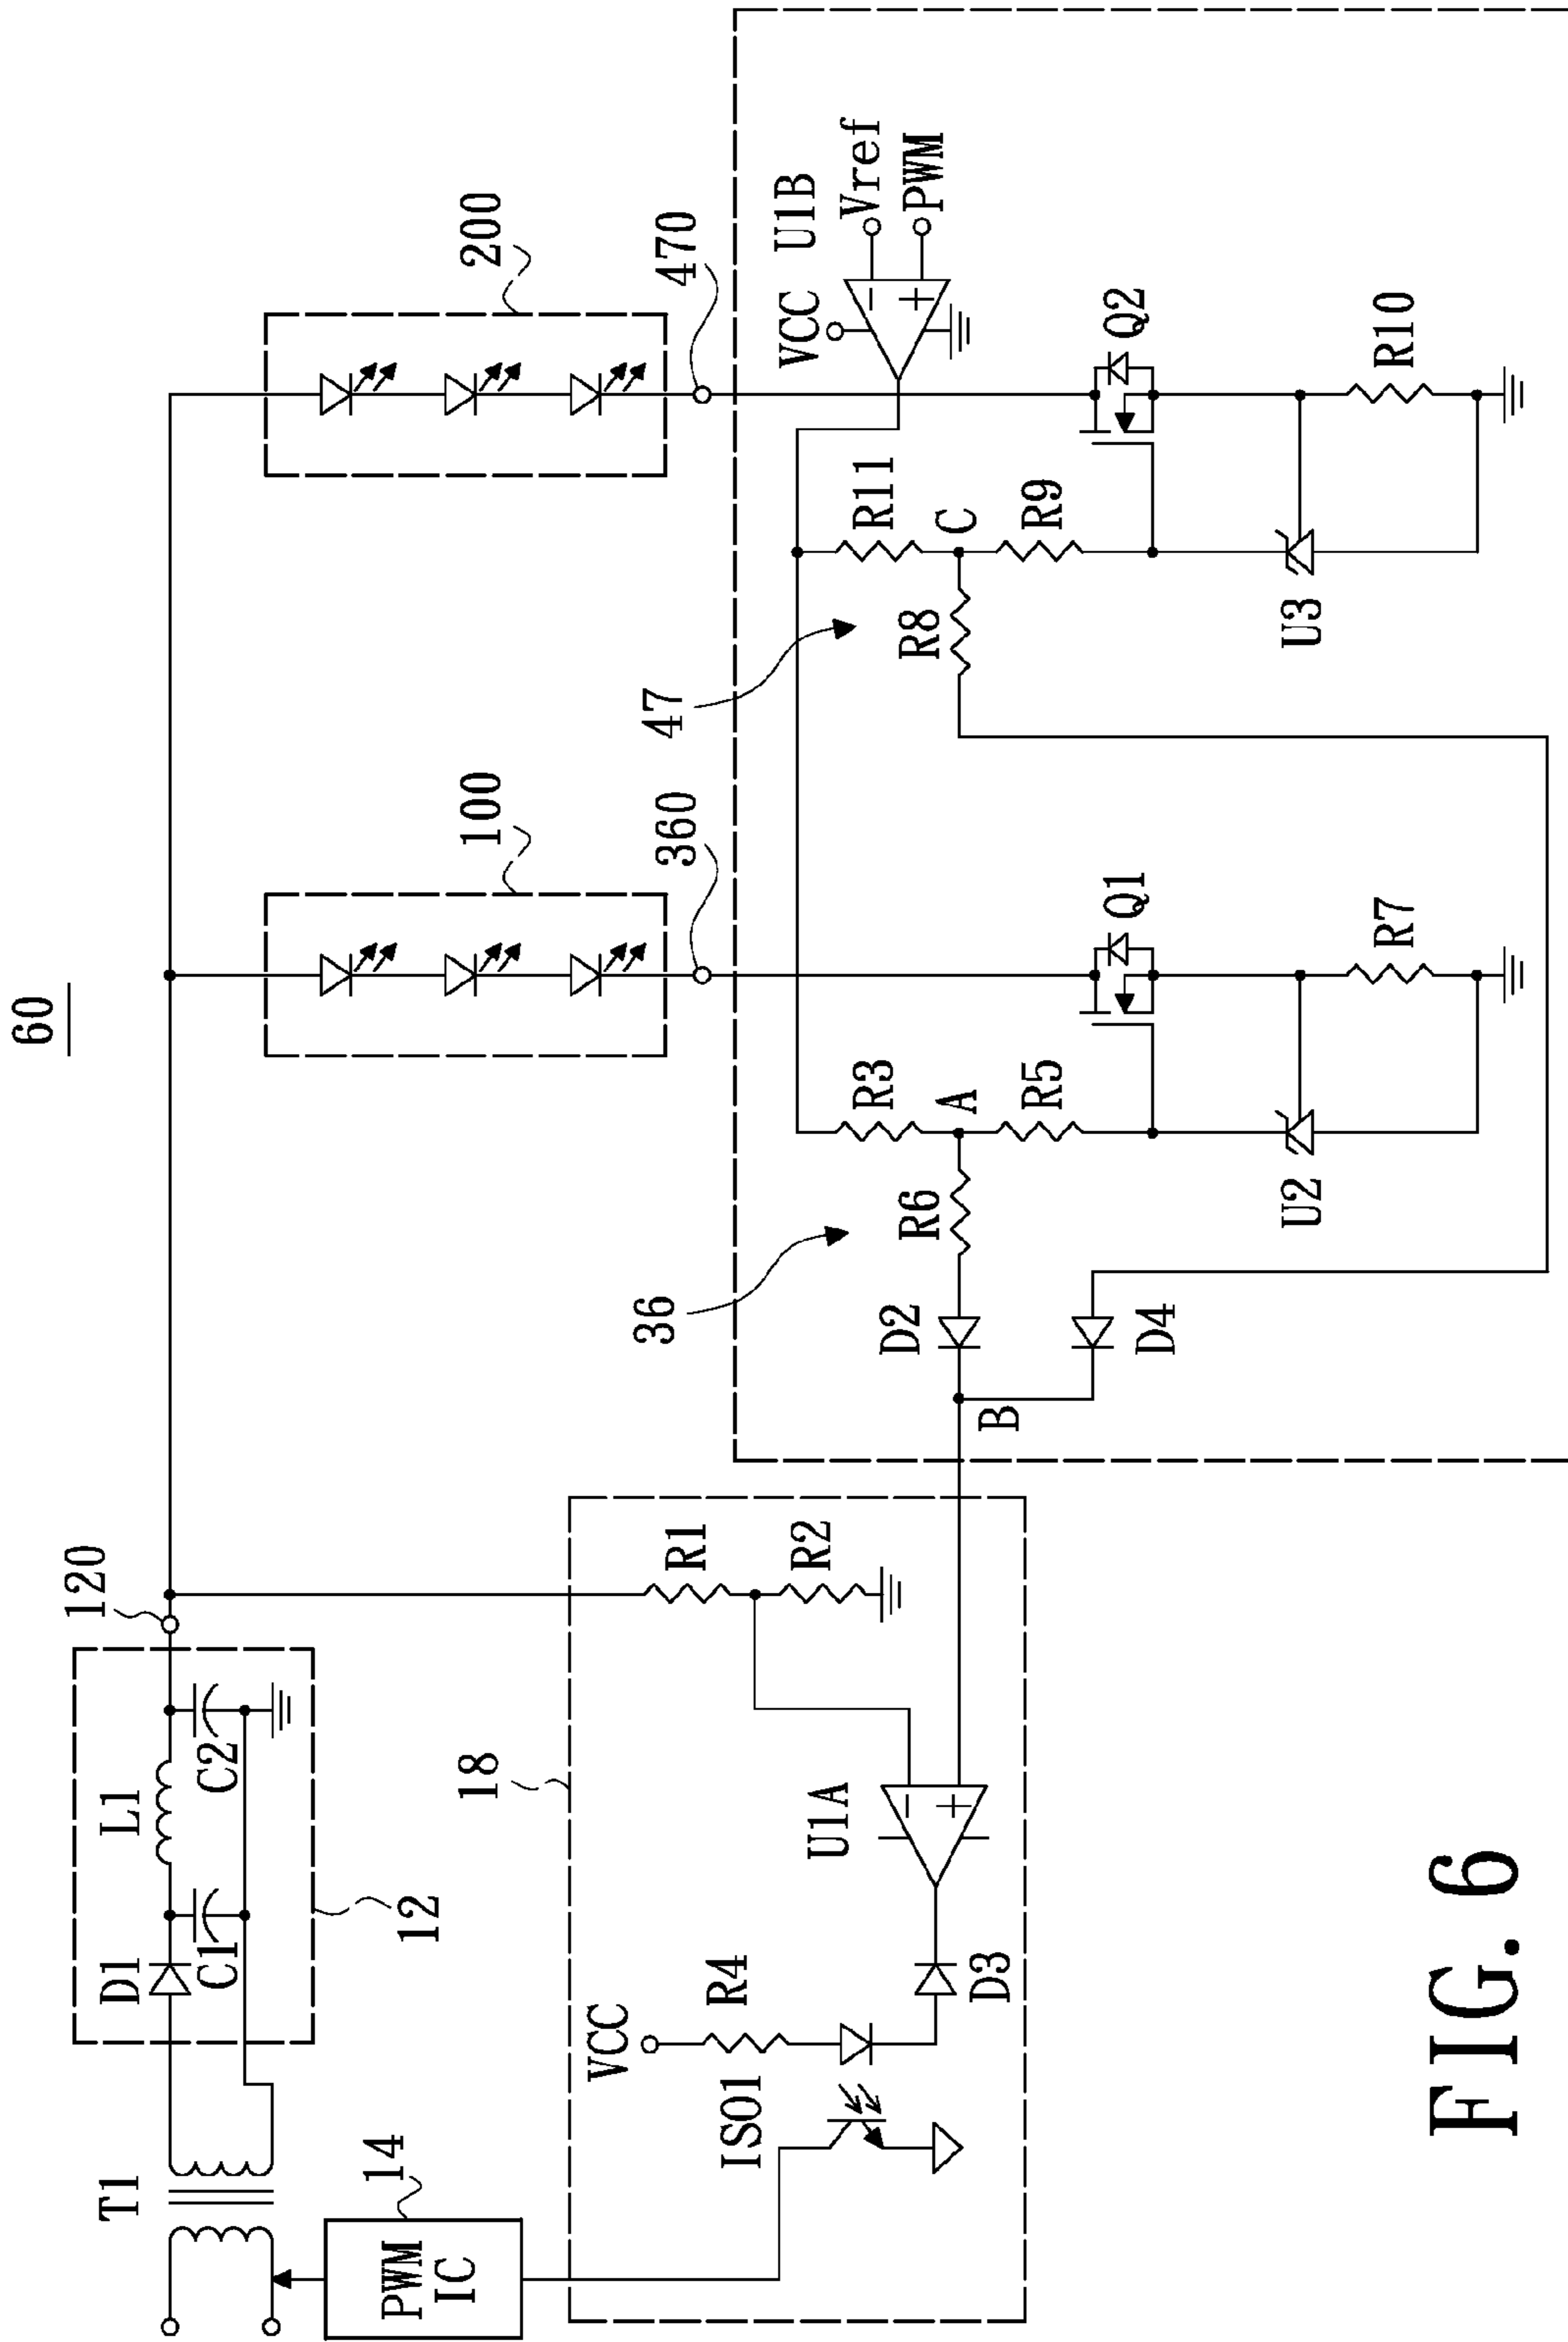 60
T1
D1
L1
C1
C2
120
12
14
PWM
IC
100
200
360
470
18
VCC
R4
ISO1
D3
U1A
R1
R2
36
47
R3
A
R5
R6
D2
B
D4
Q1
U2
R7
R11
C
R9
R8
VCC
U1B
Vref
PWM
Q2
U3
R10
FIG. 6